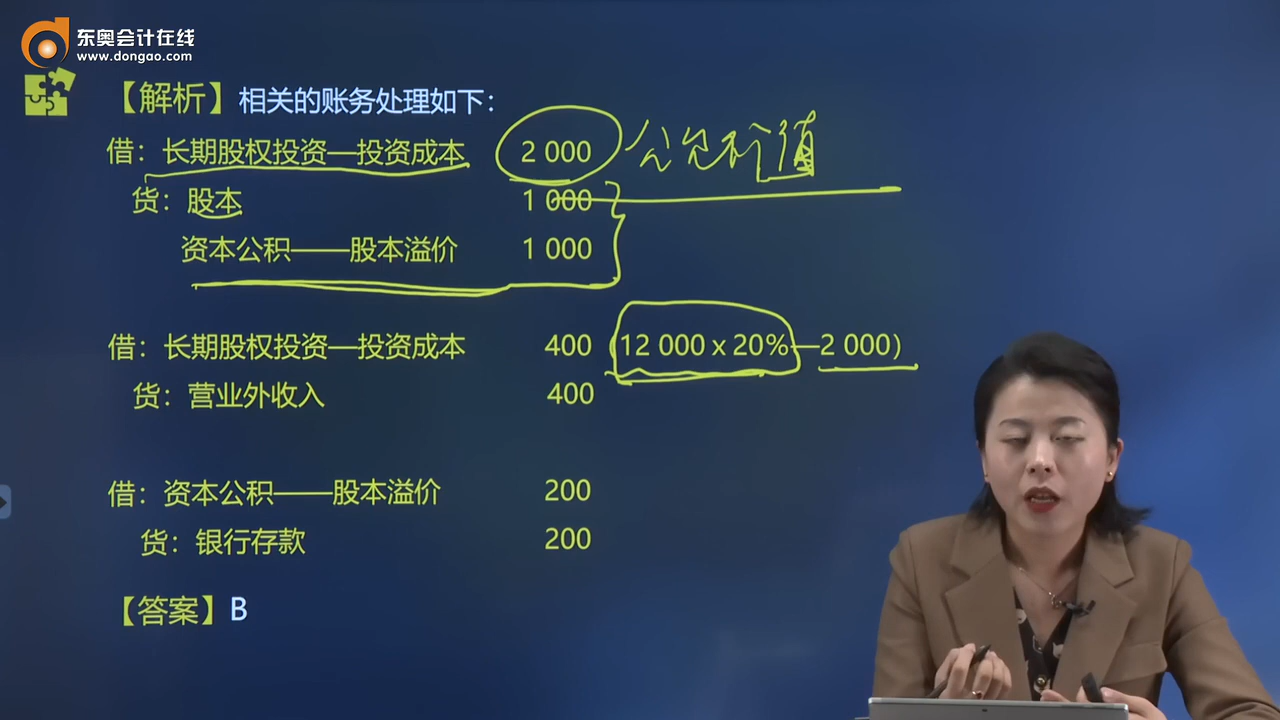 东奥会计在线
www.dongao.com
【解析】相关的账务处理如下：
借：长期股权投资—投资成本 2 000 公允价值
货：股本 1 000
资本公积——股本溢价 1 000
借：长期股权投资—投资成本 400 (12 000 x 20%—2 000)
货：营业外收入 400
借：资本公积——股本溢价 200
货：银行存款 200
【答案】B